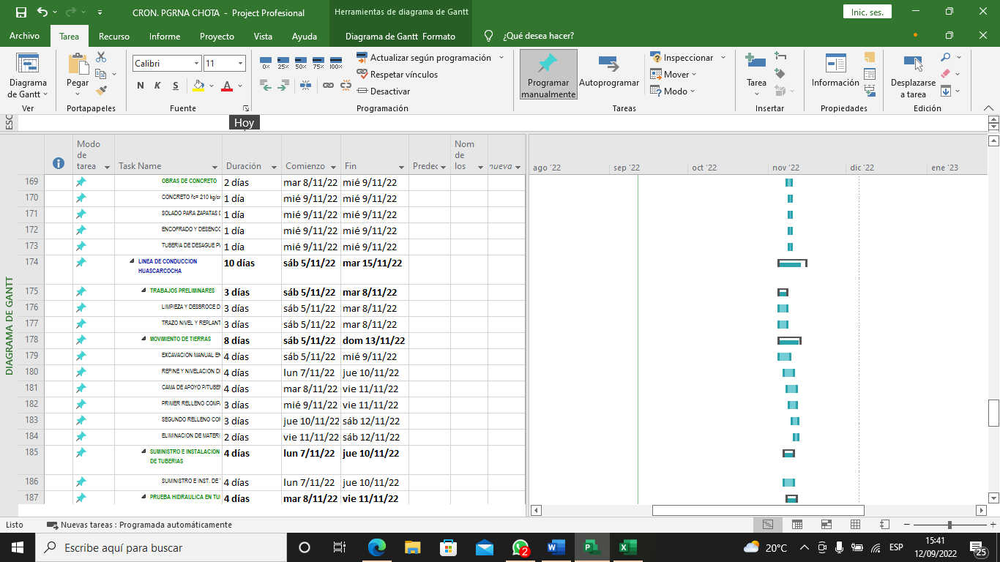 CRON. PGRNA CHOTA - Project Profesional
Herramientas de diagrama de Gantt
Inic. ses.
Archivo Tarea Recurso Informe Proyecto Vista Ayuda Diagrama de Gantt Formato ¿Qué desea hacer?
Diagrama de Gantt
Ver
Pegar
Portapapeles
Calibri 11
N K S A
Fuente
0% 25% 50% 75% 100%
Actualizar según programación
Respetar vínculos
Desactivar
Programación
Programar manualmente
Autoprogramar
Inspeccionar
Mover
Modo
Tareas
Tarea
Insertar
Información
Propiedades
Desplazarse a tarea
Edición
ESC
Hoy
DIAGRAMA DE GANTT
Modo de tarea Task Name Duración Comienzo Fin Predec Nom de los nueva
ago '22 sep '22 oct '22 nov '22 dic '22 ene '23
169 OBRAS DE CONCRETO 2 días mar 8/11/22 mié 9/11/22
170 CONCRETO fc= 210 kg/cr 1 día mié 9/11/22 mié 9/11/22
171 SOLADO PARA ZAPATAS D 1 día mié 9/11/22 mié 9/11/22
172 ENCOFRADO Y DESENCO 1 día mié 9/11/22 mié 9/11/22
173 TUBERIA DE DESAGUE PV 1 día mié 9/11/22 mié 9/11/22
174 LINEA DE CONDUCCION HUASCARCOCHA 10 días sáb 5/11/22 mar 15/11/22
175 TRABAJOS PRELIMINARES 3 días sáb 5/11/22 mar 8/11/22
176 LIMPIEZA Y DESBROCE D 3 días sáb 5/11/22 mar 8/11/22
177 TRAZO NIVEL Y REPLANT 3 días sáb 5/11/22 mar 8/11/22
178 MOVIMIENTO DE TIERRAS 8 días sáb 5/11/22 dom 13/11/22
179 EXCAVACION MANUAL EN 4 días sáb 5/11/22 mié 9/11/22
180 REFINE Y NIVELACION DE 4 días lun 7/11/22 jue 10/11/22
181 CAMA DE APOYO P/TUBER 4 días mar 8/11/22 vie 11/11/22
182 PRIMER RELLENO COMPA 3 días mié 9/11/22 vie 11/11/22
183 SEGUNDO RELLENO COM 3 días jue 10/11/22 sáb 12/11/22
184 ELIMINACION DE MATERI 2 días vie 11/11/22 sáb 12/11/22
185 SUMINISTRO E INSTALACION DE TUBERIAS 4 días lun 7/11/22 jue 10/11/22
186 SUMINISTRO E INST. DE T 4 días lun 7/11/22 jue 10/11/22
187 PRUEBA HIDRAULICA EN TUI 4 días mar 8/11/22 vie 11/11/22
Listo Nuevas tareas : Programada automáticamente
Escribe aquí para buscar
2
20°C
ESP
15:41
12/09/2022
25